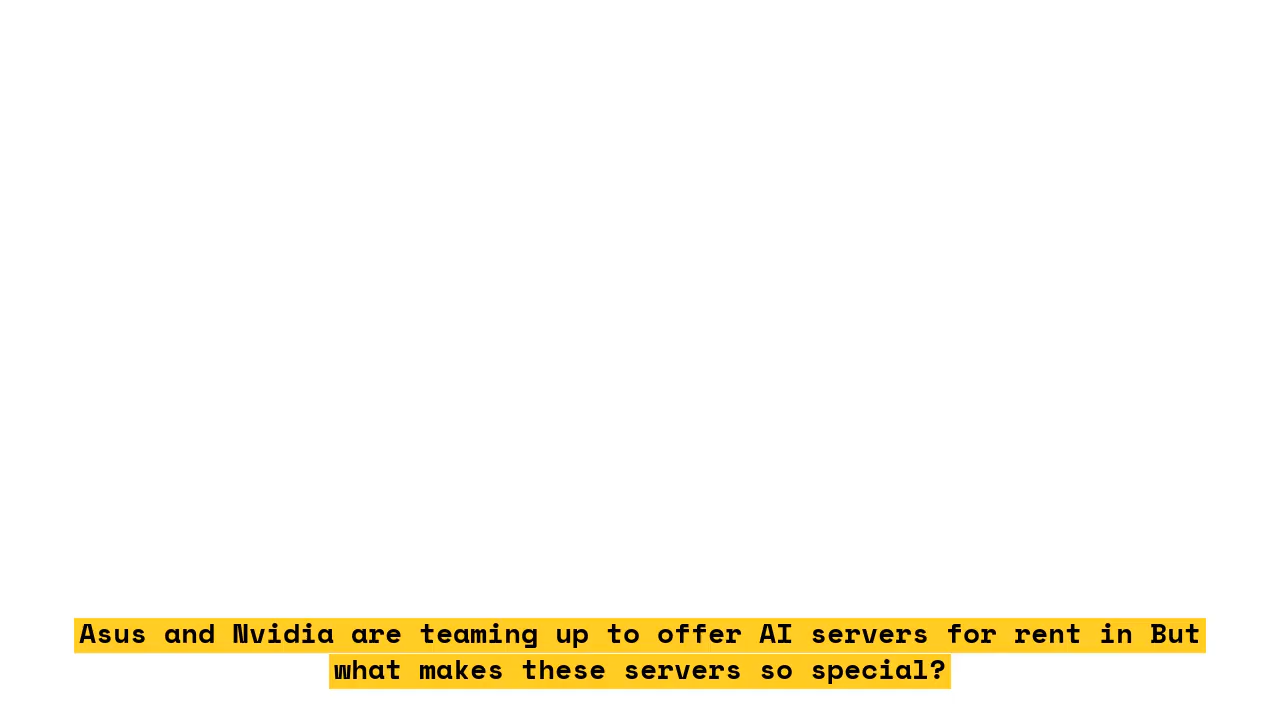 Asus and Nvidia are teaming up to offer AI servers for rent in But
what makes these servers so special?